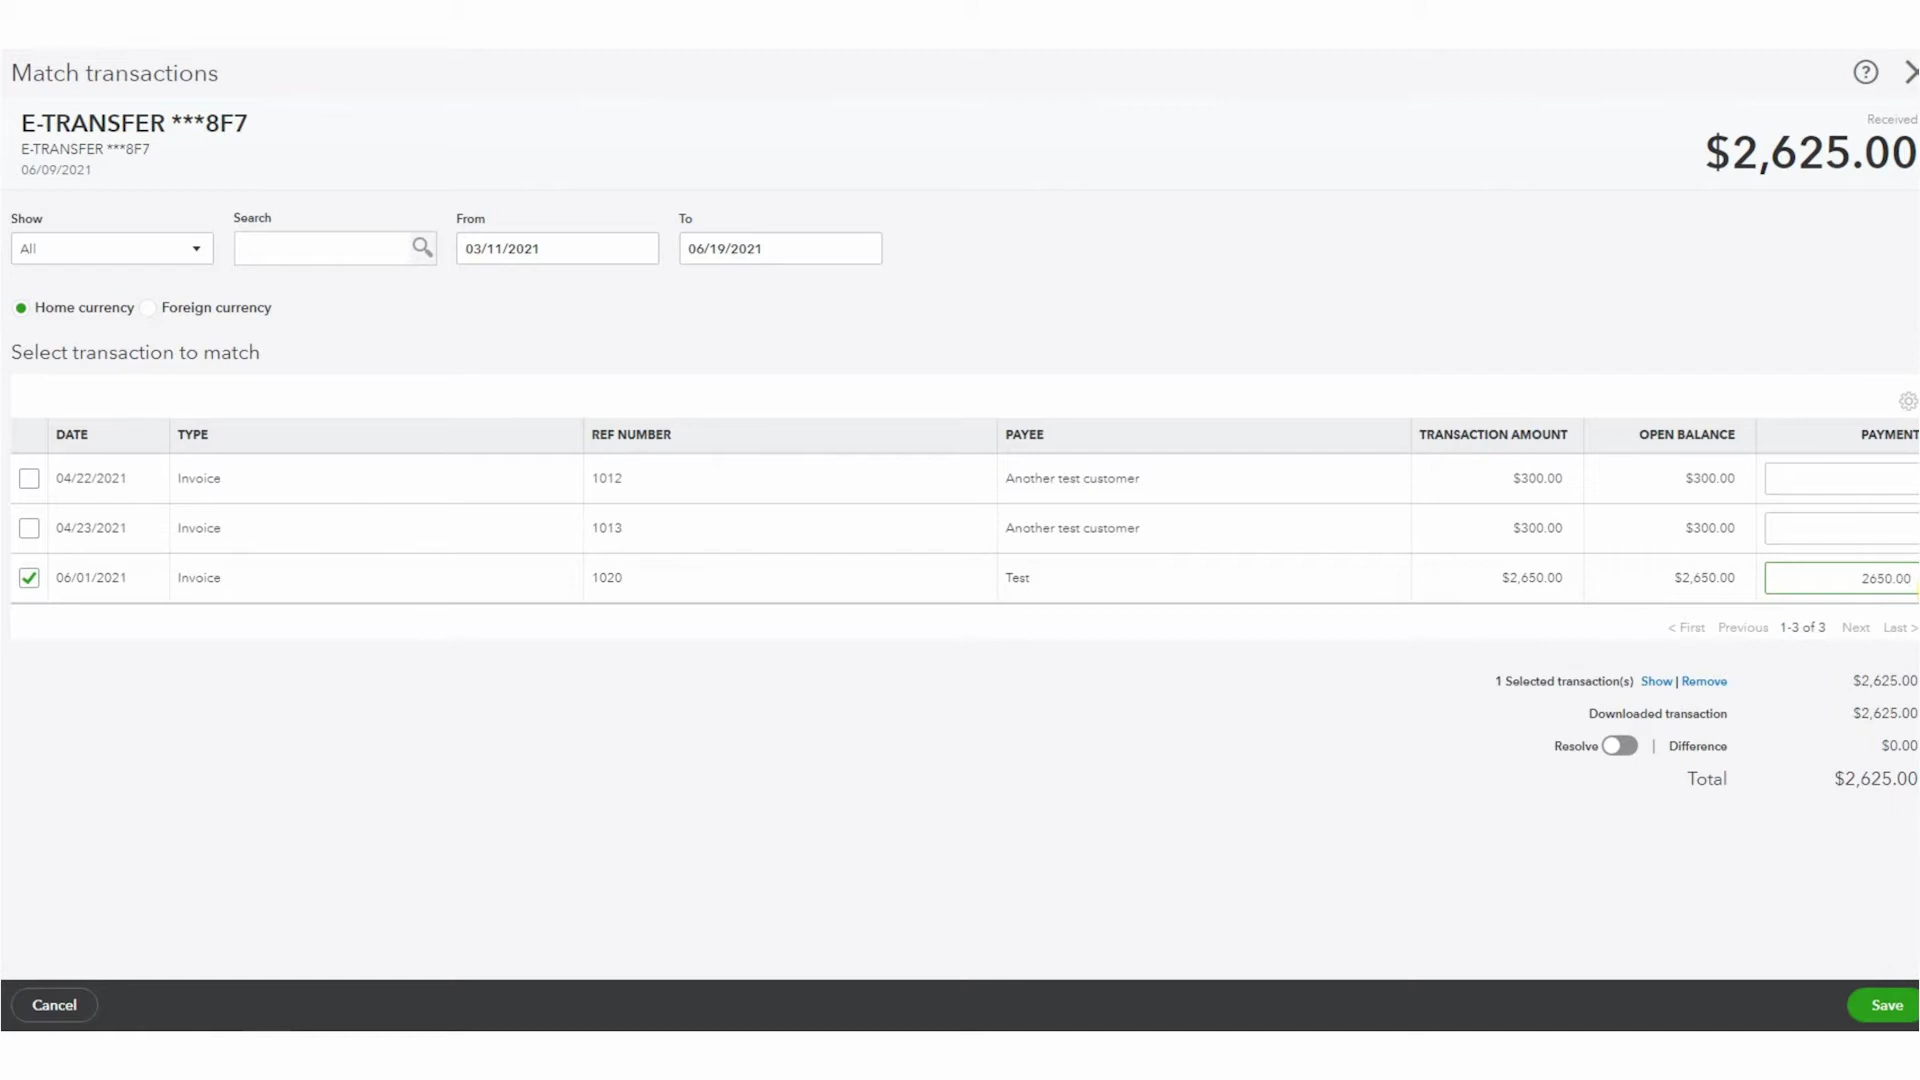 Match transactions
?
E-TRANSFER ***8F7
E-TRANSFER ***8F7
06/09/2021
Received
$2,625.00
Show Search From To
All 03/11/2021 06/19/2021
Home currency Foreign currency
Select transaction to match
DATE TYPE REF NUMBER PAYEE TRANSACTION AMOUNT OPEN BALANCE PAYMENT
04/22/2021 Invoice 1012 Another test customer $300.00 $300.00
04/23/2021 Invoice 1013 Another test customer $300.00 $300.00
06/01/2021 Invoice 1020 Test $2,650.00 $2,650.00 2650.00
< First Previous 1-3 of 3 Next Last >
1 Selected transaction(s) Show | Remove $2,625.00
Downloaded transaction $2,625.00
Resolve | Difference $0.00
Total $2,625.00
Cancel Save